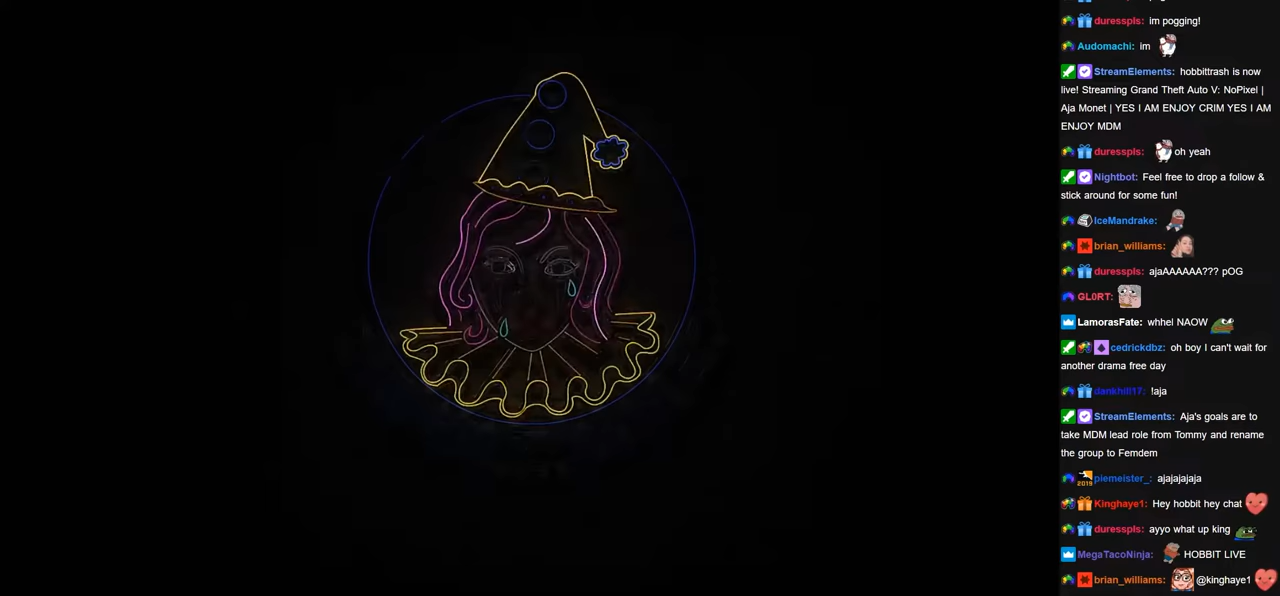 duresspls: im pogging!
Audomachi: im
StreamElements: hobbittrash is now
live! Streaming Grand Theft Auto V: NoPixel |
Aja Monet | YES I AM ENJOY CRIM YES I AM
ENJOY MDM
duresspls: oh yeah
Nightbot: Feel free to drop a follow &
stick around for some fun!
IceMandrake:
brian_williams:
duresspls: ajaAAAAAA??? pOG
GL0RT:
LamorasFate: whhel NAOW
cedrickdbz: oh boy I can't wait for
another drama free day
dankhill17: !aja
StreamElements: Aja's goals are to
take MDM lead role from Tommy and rename
the group to Femdem
2019 piemeister_: ajajajajaja
Kinghaye1: Hey hobbit hey chat
duresspls: ayyo what up king
MegaTacoNinja: HOBBIT LIVE
brian_williams: @kinghaye1